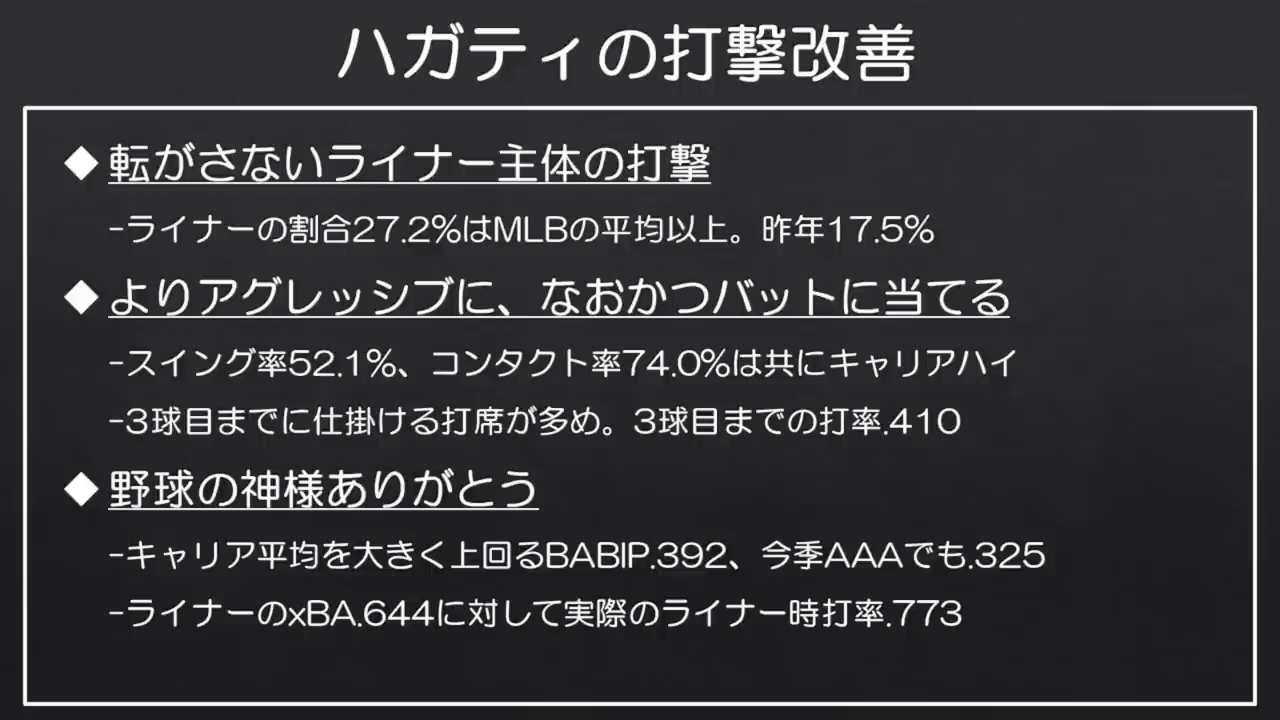 ハガティの打撃改善
◆転がさないライナー主体の打撃
-ライナーの割合27.2%はMLBの平均以上。昨年17.5%
◆よりアグレッシブに、なおかつバットに当てる
-スイング率52.1%、コンタクト率74.0%は共にキャリアハイ
-3球目までに仕掛ける打席が多め。3球目までの打率.410
◆野球の神様ありがとう
-キャリア平均を大きく上回るBABIP.392、今季AAAでも.325
-ライナーのxBA.644に対して実際のライナー時打率.773